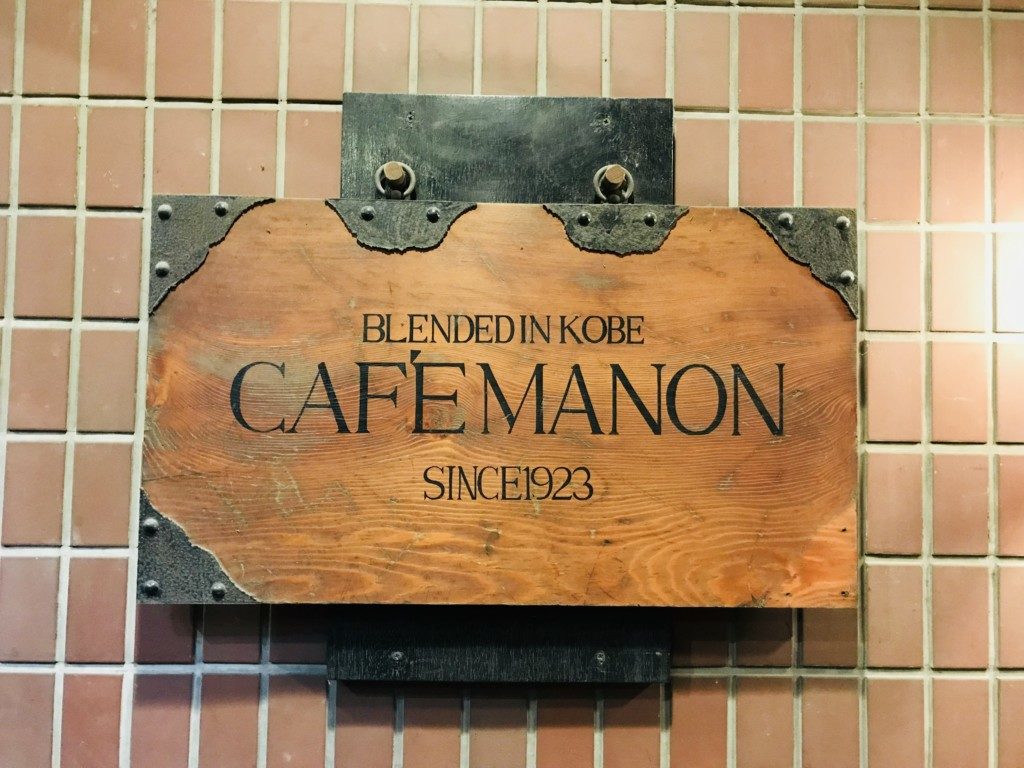 BLENDED IN KOBE
CAFÉ MANON
SINCE 1923